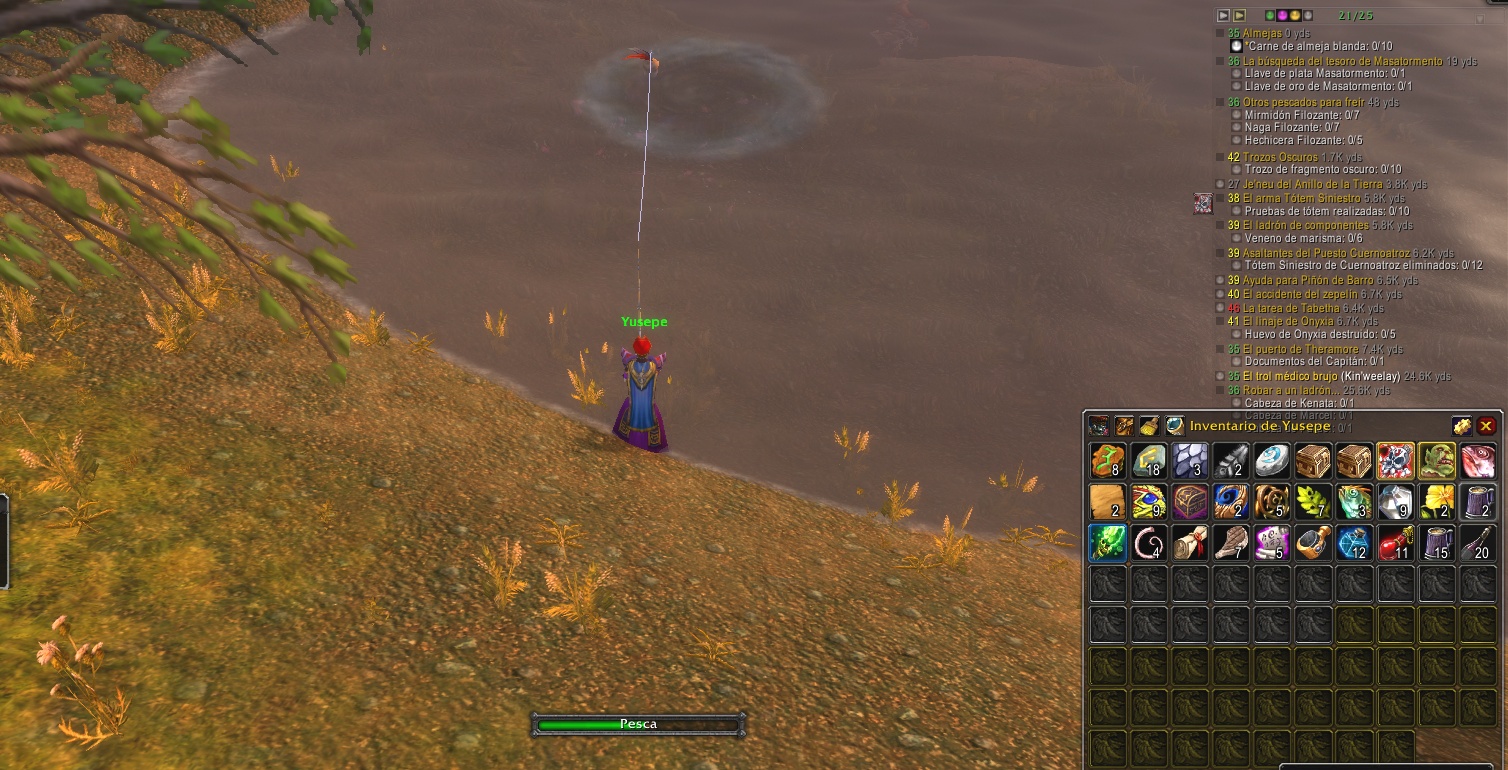 21/25
35 Almejas 0 yds
*Carne de almeja blanda: 0/10
36 La búsqueda del tesoro de Masatormento 19 yds
Llave de plata Masatormento: 0/1
Llave de oro de Masatormento: 0/1
36 Otros pescados para freír 48 yds
Mirmidón Filozante: 0/7
Naga Filozante: 0/7
Hechicera Filozante: 0/5
42 Trozos Oscuros 1.7K yds
Trozo de fragmento oscuro: 0/10
27 Je'neu del Anillo de la Tierra 3.8K yds
38 El arma Tótem Siniestro 5.8K yds
Pruebas de tótem realizadas: 0/10
39 El ladrón de componentes 5.8K yds
Veneno de marisma: 0/6
39 Asaltantes del Puesto Cuernoatroz 6.2K yds
Tótem Siniestro de Cuernoatroz eliminados: 0/12
39 Ayuda para Piñón de Barro 6.5K yds
40 El accidente del zepelín 6.7K yds
La tarea de Tabetha 6.4K yds
41 El linaje de Onyxia 6.7K yds
Huevo de Onyxia destruido: 0/5
35 El puerto de Theramore 7.4K yds
Documentos del Capitán: 0/1
35 El trol médico brujo (Kin'weelay) 24.6K yds
36 Robar a un ladrón... 25.6K yds
Cabeza de Kenata: 0/1
Cabeza de Marcel: 0/1
Yusepe
Inventario de Yusepe
: 0/1
8 18 3 2
2 9 2 5 7 3 9 2 2
4 7 5 12 11 15 20
Pesca